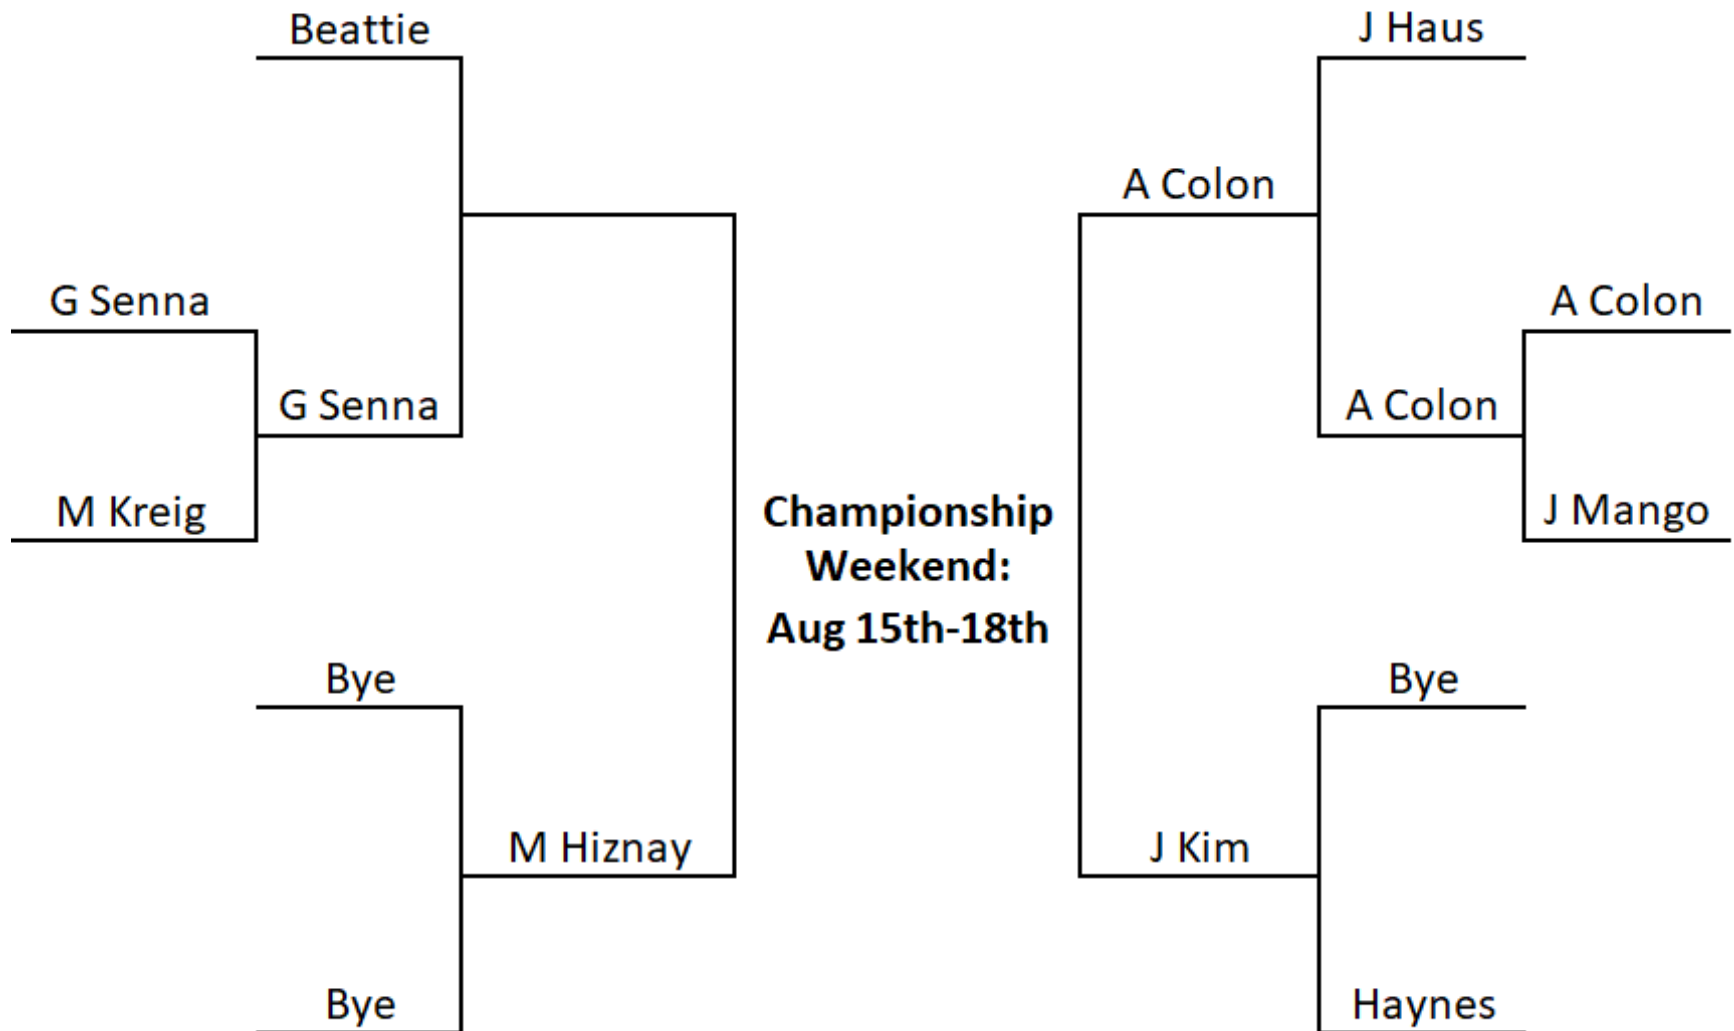 Beattie
J Haus
A Colon
G Senna
A Colon
G Senna
A Colon
M Kreig
Championship
J Mango
Weekend:
Aug 15th-18th
Bye
Bye
M Hiznay
J Kim
Bye
Haynes